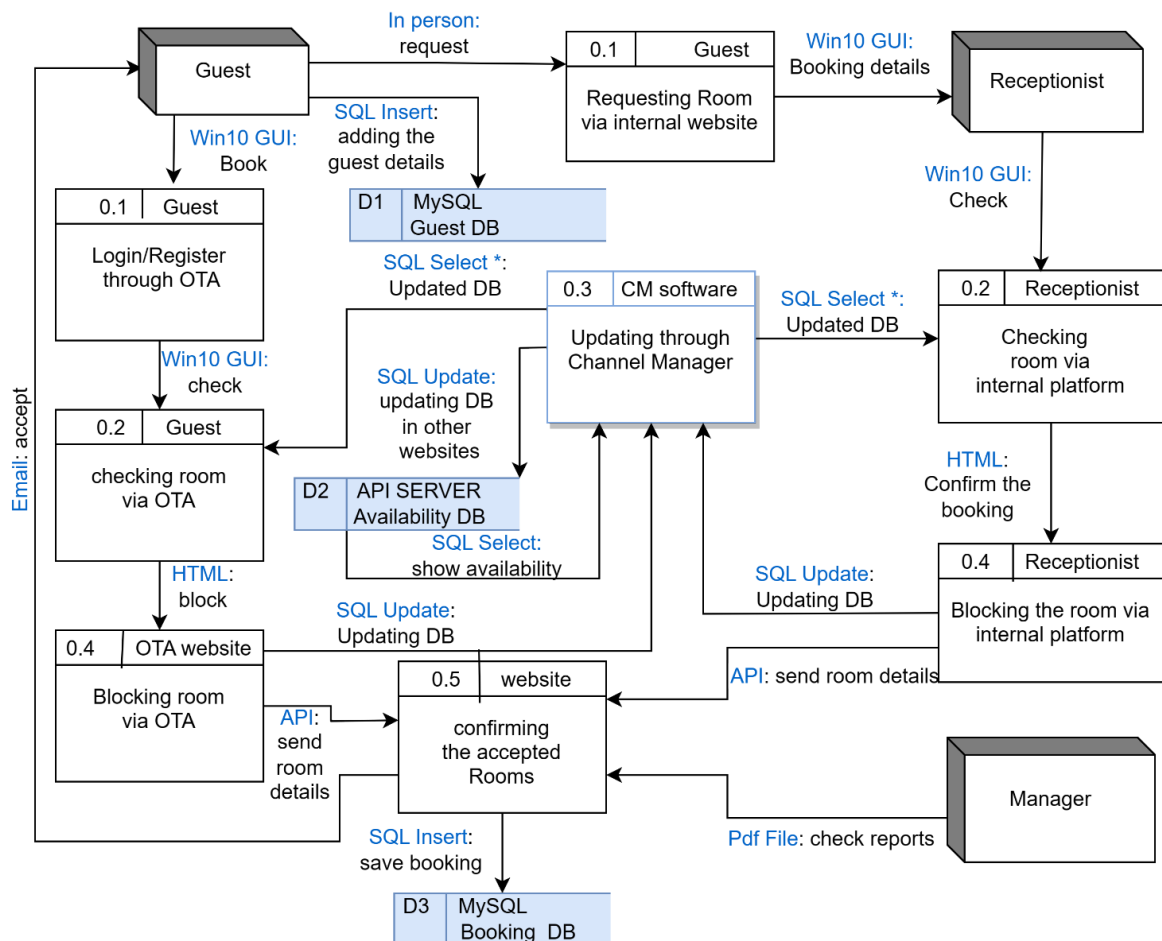 In person:
request
Guest
0.1 Guest
Requesting Room
via internal website
Win10 GUI:
Booking details
Receptionist
Win10 GUI:
Book
SQL Insert:
adding the
guest details
D1 MySQL
Guest DB
Win10 GUI:
Check
0.1 Guest
Login/Register
through OTA
SQL Select *:
Updated DB
0.3 CM software
Updating through
Channel Manager
SQL Select *:
Updated DB
0.2 Receptionist
Checking
room via
internal platform
Win10 GUI:
check
SQL Update:
updating DB
in other
websites
Email: accept
0.2 Guest
checking room
via OTA
D2 API SERVER
Availability DB
SQL Select:
show availability
HTML:
Confirm the
booking
HTML:
block
SQL Update:
Updating DB
SQL Update:
Updating DB
0.4 Receptionist
Blocking the room via
internal platform
0.4 OTA website
Blocking room
via OTA
API:
send
room
details
0.5 website
confirming
the accepted
Rooms
API: send room details
Manager
Pdf File: check reports
SQL Insert:
save booking
D3 MySQL
Booking DB